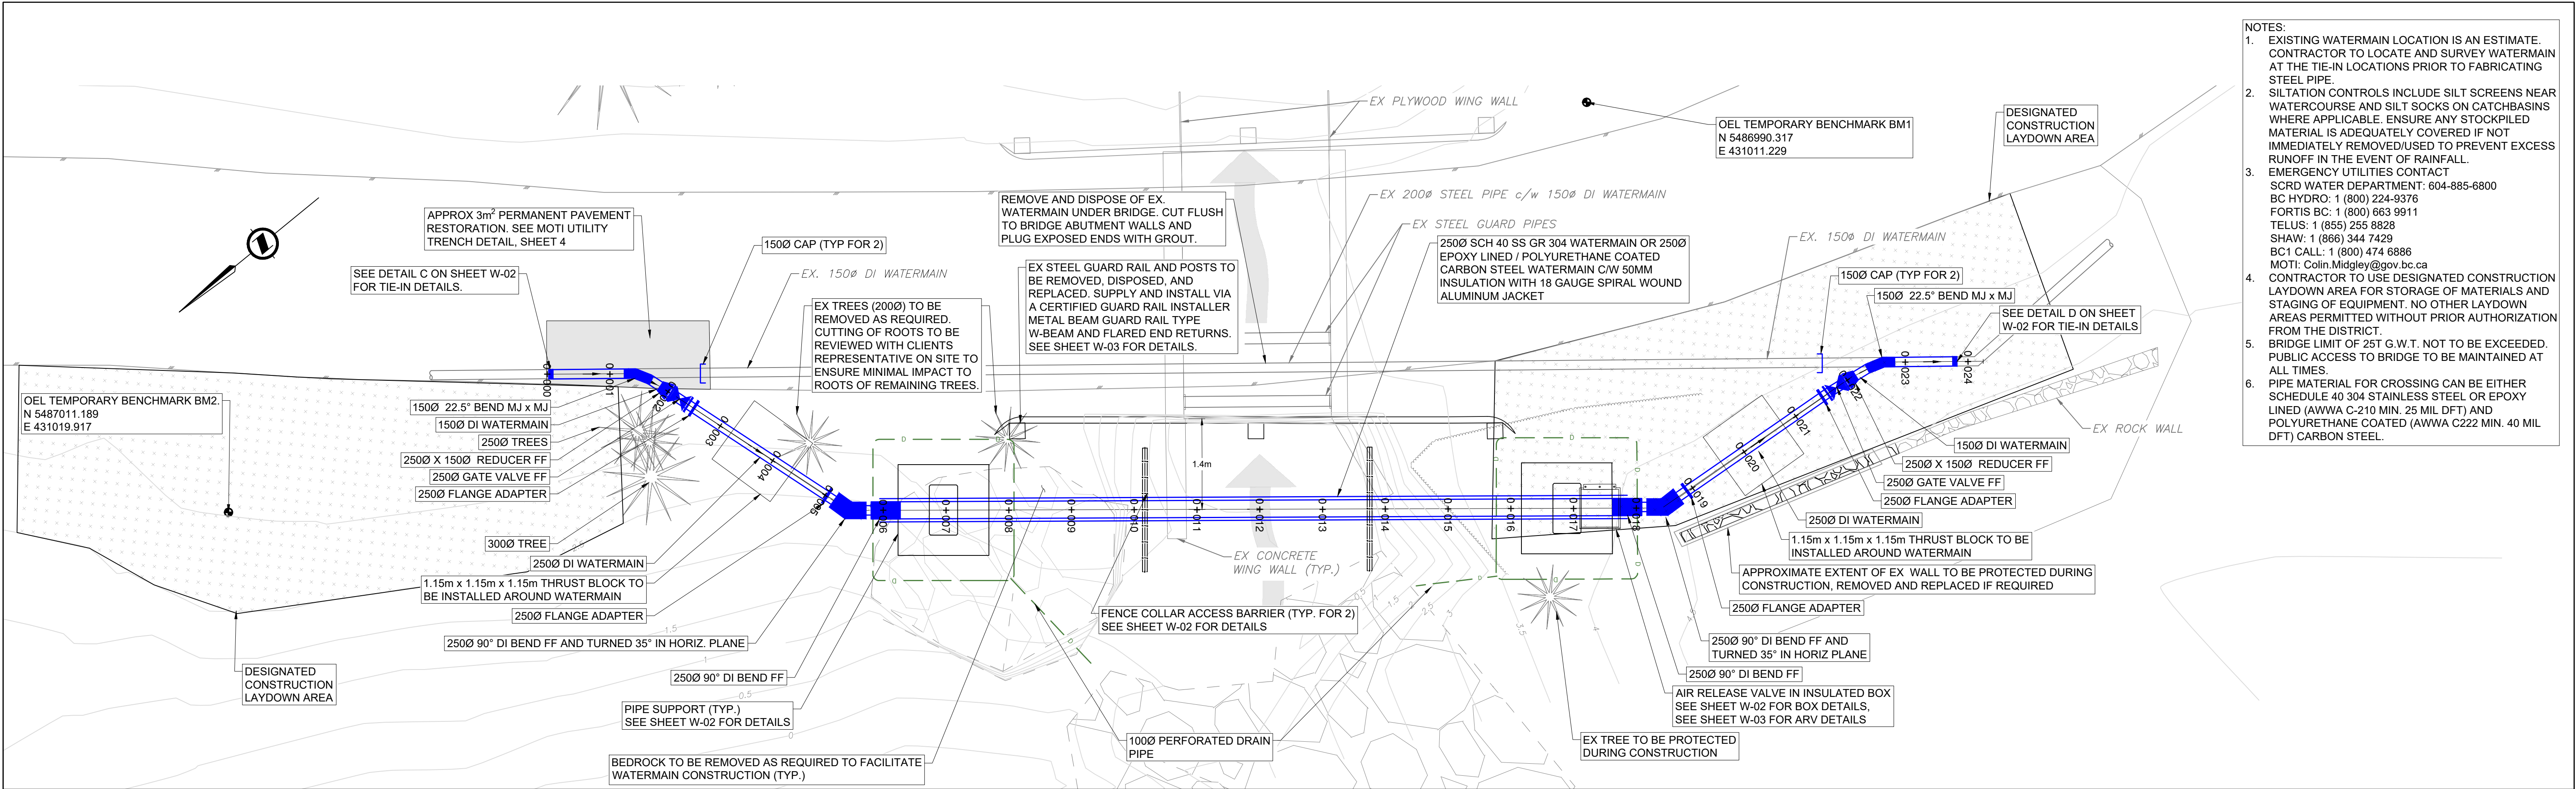 NOTES:
1. EXISTING WATERMAIN LOCATION IS AN ESTIMATE.
CONTRACTOR TO LOCATE AND SURVEY WATERMAIN
AT THE TIE-IN LOCATIONS PRIOR TO FABRICATING
STEEL PIPE.
2. SILTATION CONTROLS INCLUDE SILT SCREENS NEAR
WATERCOURSE AND SILT SOCKS ON CATCHBASINS
WHERE APPLICABLE. ENSURE ANY STOCKPILED
MATERIAL IS ADEQUATELY COVERED IF NOT
IMMEDIATELY REMOVED/USED TO PREVENT EXCESS
RUNOFF IN THE EVENT OF RAINFALL.
3. EMERGENCY UTILITIES CONTACT
SCRD WATER DEPARTMENT: 604-885-6800
BC HYDRO: 1 (800) 224-9376
FORTIS BC: 1 (800) 663 9911
TELUS: 1 (855) 255 8828
SHAW: 1 (866) 344 7429
BC1 CALL: 1 (800) 474 6886
MOTI: Colin.Midgley@gov.bc.ca
4. CONTRACTOR TO USE DESIGNATED CONSTRUCTION
LAYDOWN AREA FOR STORAGE OF MATERIALS AND
STAGING OF EQUIPMENT. NO OTHER LAYDOWN
AREAS PERMITTED WITHOUT PRIOR AUTHORIZATION
FROM THE DISTRICT.
5. BRIDGE LIMIT OF 25T G.W.T. NOT TO BE EXCEEDED.
PUBLIC ACCESS TO BRIDGE TO BE MAINTAINED AT
ALL TIMES.
6. PIPE MATERIAL FOR CROSSING CAN BE EITHER
SCHEDULE 40 304 STAINLESS STEEL OR EPOXY
LINED (AWWA C-210 MIN. 25 MIL DFT) AND
POLYURETHANE COATED (AWWA C222 MIN. 40 MIL
DFT) CARBON STEEL.
EX PLYWOOD WING WALL
OEL TEMPORARY BENCHMARK BM1
N 5486990.317
E 431011.229
DESIGNATED
CONSTRUCTION
LAYDOWN AREA
APPROX 3m² PERMANENT PAVEMENT
RESTORATION. SEE MOTI UTILITY
TRENCH DETAIL, SHEET 4
REMOVE AND DISPOSE OF EX.
WATERMAIN UNDER BRIDGE. CUT FLUSH
TO BRIDGE ABUTMENT WALLS AND
PLUG EXPOSED ENDS WITH GROUT.
EX 200ø STEEL PIPE c/w 150ø DI WATERMAIN
EX STEEL GUARD PIPES
150Ø CAP (TYP FOR 2)
250Ø SCH 40 SS GR 304 WATERMAIN OR 250Ø
EPOXY LINED / POLYURETHANE COATED
CARBON STEEL WATERMAIN C/W 50MM
INSULATION WITH 18 GAUGE SPIRAL WOUND
ALUMINUM JACKET
EX. 150ø DI WATERMAIN
SEE DETAIL C ON SHEET W-02
FOR TIE-IN DETAILS.
EX. 150ø DI WATERMAIN
EX STEEL GUARD RAIL AND POSTS TO
BE REMOVED, DISPOSED, AND
REPLACED. SUPPLY AND INSTALL VIA
A CERTIFIED GUARD RAIL INSTALLER
METAL BEAM GUARD RAIL TYPE
W-BEAM AND FLARED END RETURNS.
SEE SHEET W-03 FOR DETAILS.
150Ø CAP (TYP FOR 2)
150Ø 22.5° BEND MJ x MJ
SEE DETAIL D ON SHEET
W-02 FOR TIE-IN DETAILS
EX TREES (200Ø) TO BE
REMOVED AS REQUIRED.
CUTTING OF ROOTS TO BE
REVIEWED WITH CLIENTS
REPRESENTATIVE ON SITE TO
ENSURE MINIMAL IMPACT TO
ROOTS OF REMAINING TREES.
OEL TEMPORARY BENCHMARK BM2.
N 5487011.189
E 431019.917
150Ø 22.5° BEND MJ x MJ
150Ø DI WATERMAIN
250Ø TREES
250Ø X 150Ø REDUCER FF
250Ø GATE VALVE FF
250Ø FLANGE ADAPTER
300Ø TREE
250Ø DI WATERMAIN
1.15m x 1.15m x 1.15m THRUST BLOCK TO
BE INSTALLED AROUND WATERMAIN
250Ø FLANGE ADAPTER
250Ø 90° DI BEND FF AND TURNED 35° IN HORIZ. PLANE
250Ø 90° DI BEND FF
PIPE SUPPORT (TYP.)
SEE SHEET W-02 FOR DETAILS
BEDROCK TO BE REMOVED AS REQUIRED TO FACILITATE
WATERMAIN CONSTRUCTION (TYP.)
DESIGNATED
CONSTRUCTION
LAYDOWN AREA
0+000
0+001
0+002
0+003
0+004
0+005
0+006
0+007
0+008
0+009
0+010
0+011
0+012
0+013
0+014
0+015
0+016
0+017
0+018
0+019
0+020
0+021
0+022
0+023
0+024
1.4m
EX CONCRETE
WING WALL (TYP.)
FENCE COLLAR ACCESS BARRIER (TYP. FOR 2)
SEE SHEET W-02 FOR DETAILS
100Ø PERFORATED DRAIN
PIPE
EX ROCK WALL
150Ø DI WATERMAIN
250Ø X 150Ø REDUCER FF
250Ø GATE VALVE FF
250Ø FLANGE ADAPTER
250Ø DI WATERMAIN
1.15m x 1.15m x 1.15m THRUST BLOCK TO BE
INSTALLED AROUND WATERMAIN
APPROXIMATE EXTENT OF EX WALL TO BE PROTECTED DURING
CONSTRUCTION, REMOVED AND REPLACED IF REQUIRED
250Ø FLANGE ADAPTER
250Ø 90° DI BEND FF AND
TURNED 35° IN HORIZ PLANE
250Ø 90° DI BEND FF
AIR RELEASE VALVE IN INSULATED BOX
SEE SHEET W-02 FOR BOX DETAILS,
SEE SHEET W-03 FOR ARV DETAILS
EX TREE TO BE PROTECTED
DURING CONSTRUCTION
1.5
1
0.5
0
0.5
1
1.5
2
2.5
3
3.5
4